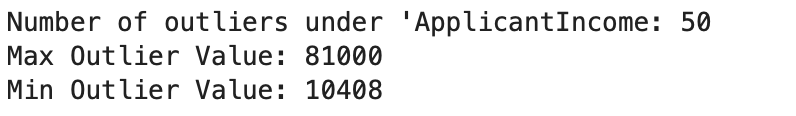 Number of outliers under 'ApplicantIncome: 50
Max Outlier Value: 81000
Min Outlier Value: 10408